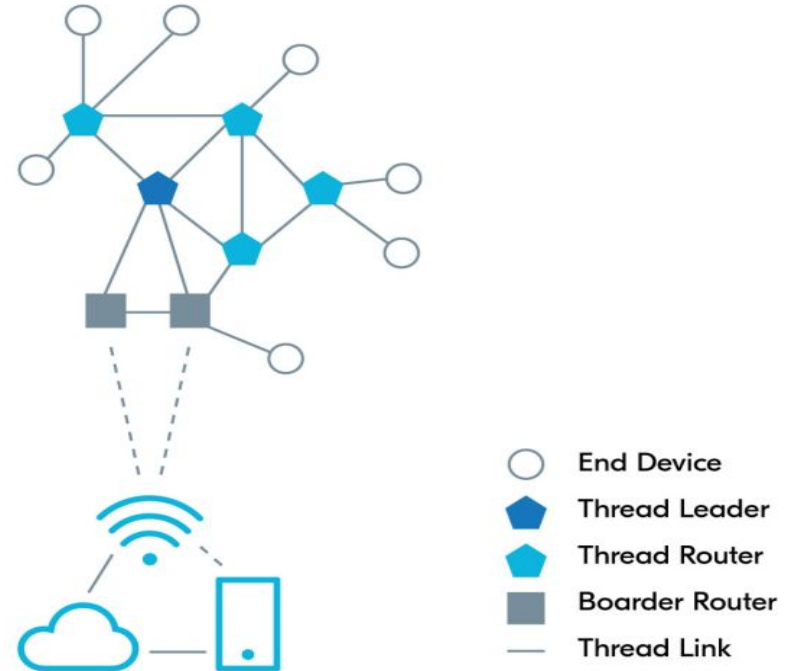 End Device
Thread Leader
Thread Router
Boarder Router
Thread Link